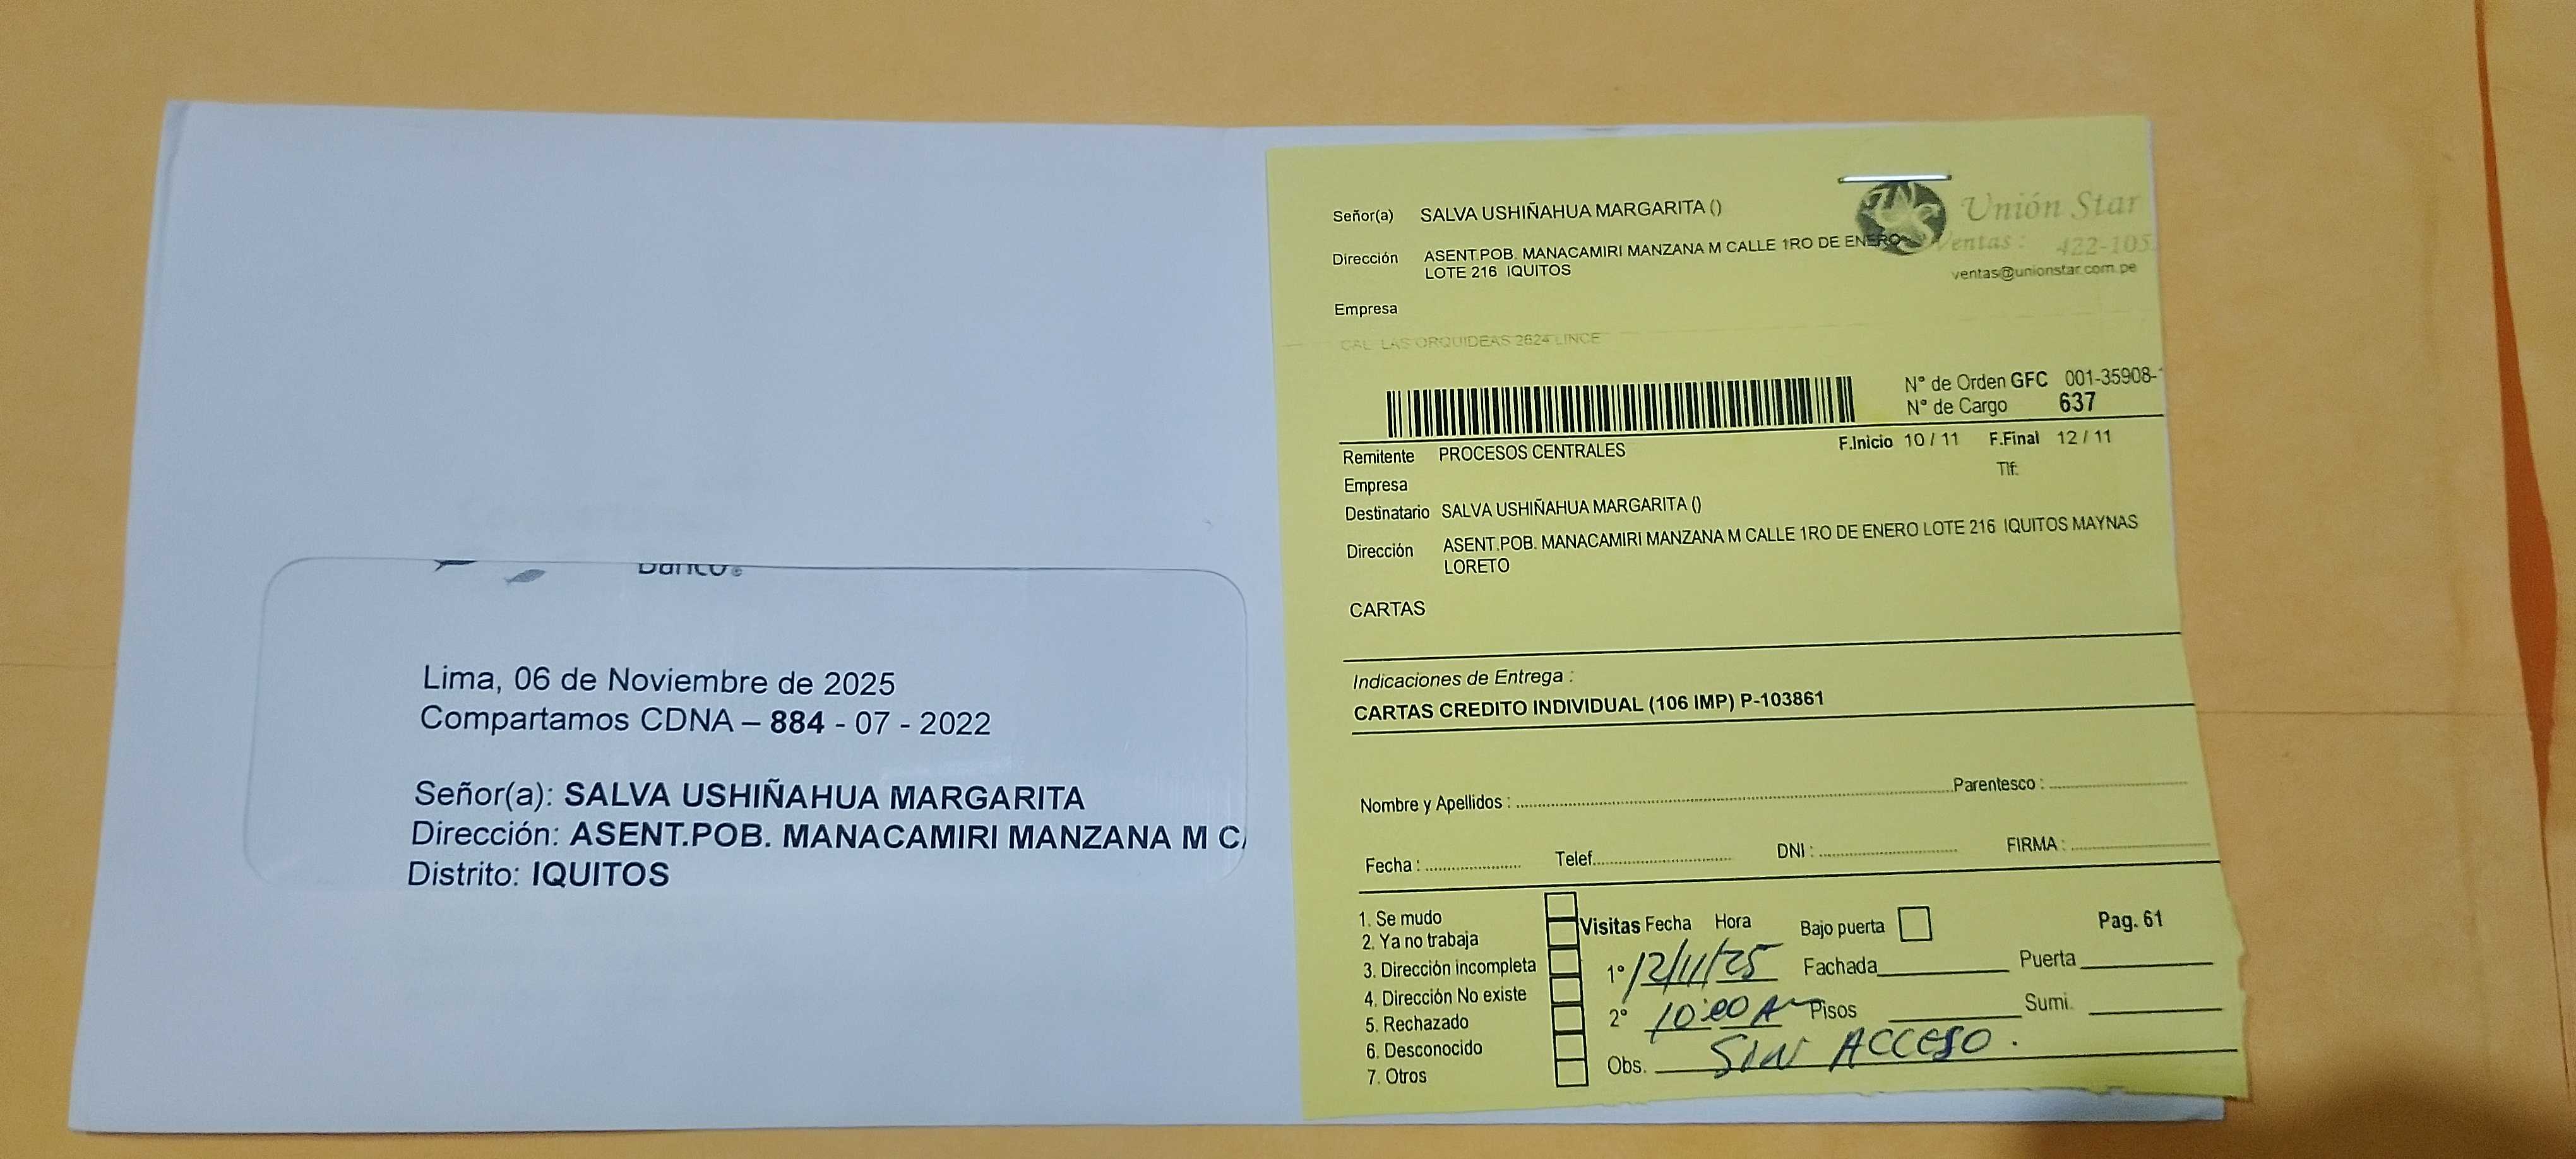 Banco
Lima, 06 de Noviembre de 2025
Compartamos CDNA – 884 - 07 - 2022
Señor(a): SALVA USHIÑAHUA MARGARITA
Dirección: ASENT.POB. MANACAMIRI MANZANA M CA
Distrito: IQUITOS
Unión Star
Ventas : 422-105
ventas@unionstar.com.pe
Señor(a) SALVA USHIÑAHUA MARGARITA ()
Dirección ASENT.POB. MANACAMIRI MANZANA M CALLE 1RO DE ENERO
LOTE 216 IQUITOS
Empresa
CAL. LAS ORQUIDEAS 2624 LINCE
N° de Orden GFC 001-35908-
N° de Cargo 637
Remitente PROCESOS CENTRALES F.Inicio 10 / 11 F.Final 12 / 11
Tlf:
Empresa
Destinatario SALVA USHIÑAHUA MARGARITA ()
Dirección ASENT.POB. MANACAMIRI MANZANA M CALLE 1RO DE ENERO LOTE 216 IQUITOS MAYNAS
LORETO
CARTAS
Indicaciones de Entrega :
CARTAS CREDITO INDIVIDUAL (106 IMP) P-103861
Nombre y Apellidos : Parentesco :
Fecha : Telef. DNI : FIRMA :
1. Se mudo
2. Ya no trabaja
3. Dirección incompleta
4. Dirección No existe
5. Rechazado
6. Desconocido
7. Otros
Visitas Fecha Hora Bajo puerta Pag. 61
1° 12/11/25 Fachada Puerta
2° 10:00 A Pisos Sumi.
Obs. SIN ACCESO.